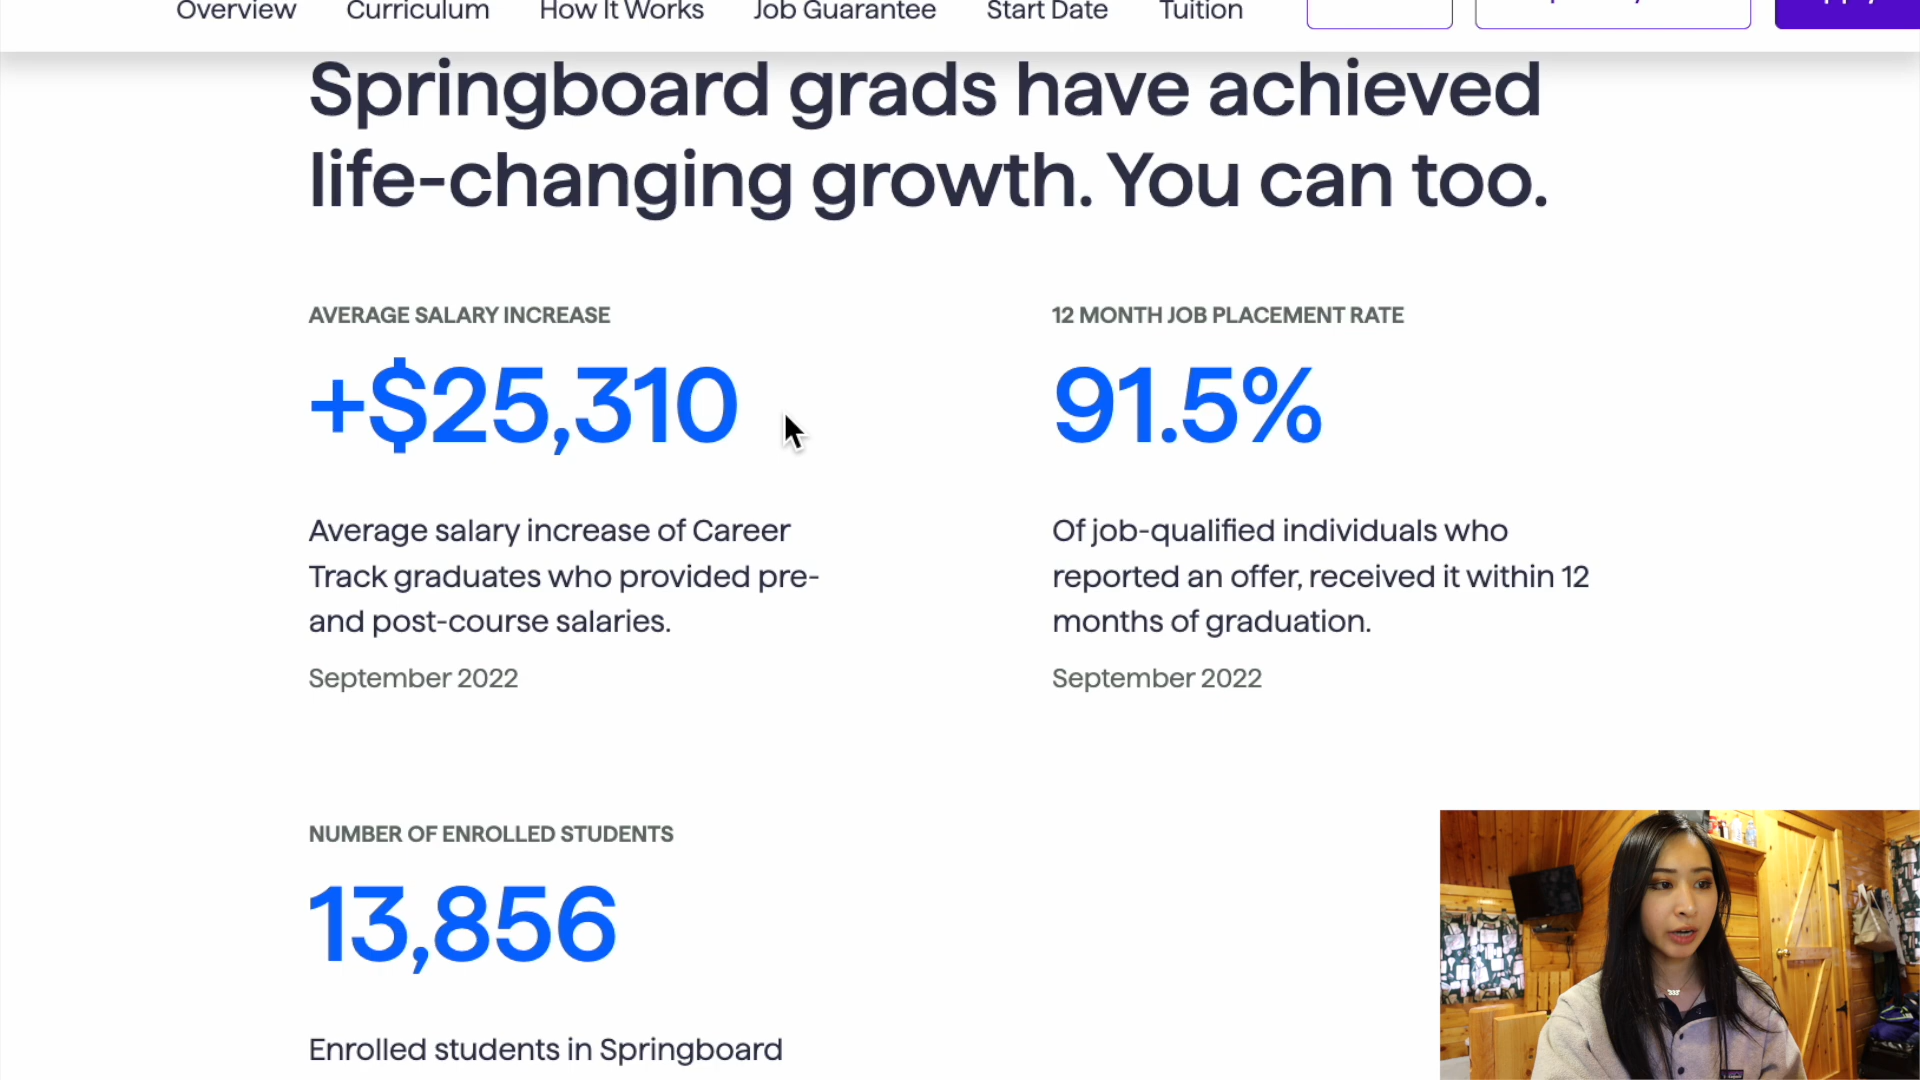 Overview Curriculum How It Works Job Guarantee Start Date Tuition
Springboard grads have achieved
life-changing growth. You can too.
AVERAGE SALARY INCREASE
+$25,310
Average salary increase of Career
Track graduates who provided pre-
and post-course salaries.
September 2022
12 MONTH JOB PLACEMENT RATE
91.5%
Of job-qualified individuals who
reported an offer, received it within 12
months of graduation.
September 2022
NUMBER OF ENROLLED STUDENTS
13,856
Enrolled students in Springboard